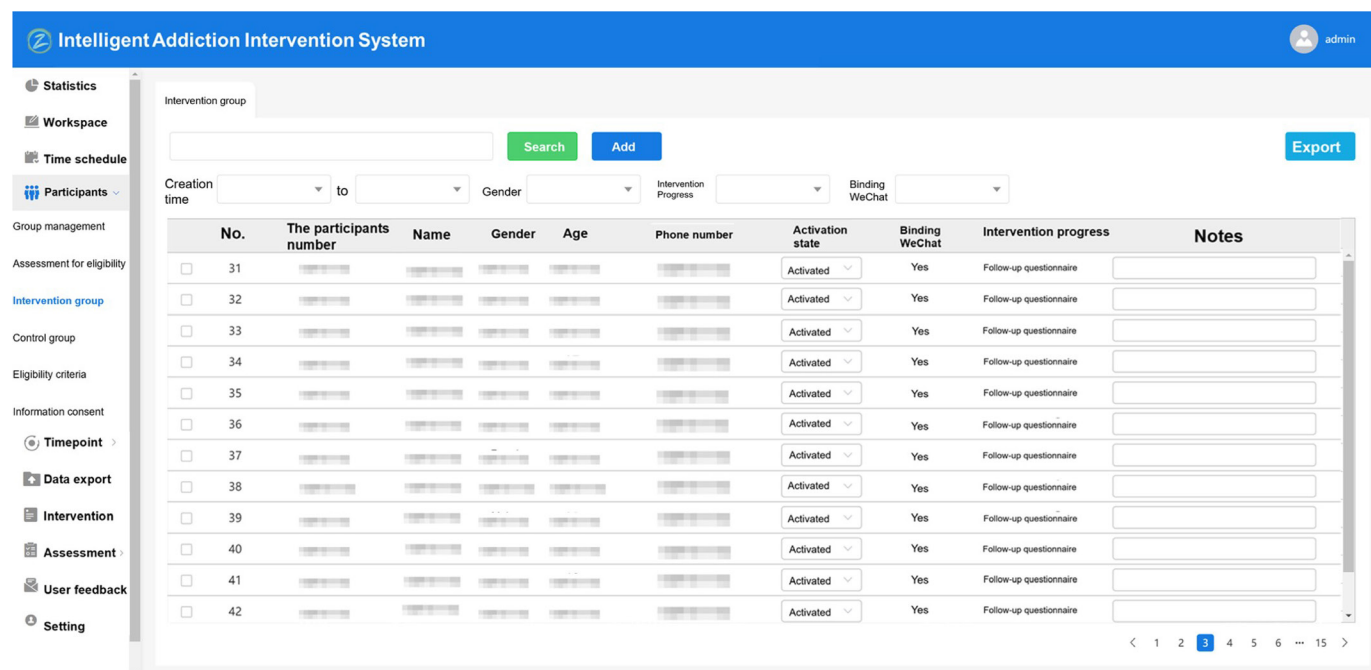 Intelligent Addiction Intervention System
admin
Statistics
Workspace
Time schedule
Participants
Group management
Assessment for eligibility
Intervention group
Control group
Eligibility criteria
Information consent
Timepoint
Data export
Intervention
Assessment
User feedback
Setting
Intervention group
Search Add Export
Creation time to Gender Intervention Progress Binding WeChat
No. The participants number Name Gender Age Phone number Activation state Binding WeChat Intervention progress Notes
31 Activated Yes Follow-up questionnaire
32 Activated Yes Follow-up questionnaire
33 Activated Yes Follow-up questionnaire
34 Activated Yes Follow-up questionnaire
35 Activated Yes Follow-up questionnaire
36 Activated Yes Follow-up questionnaire
37 Activated Yes Follow-up questionnaire
38 Activated Yes Follow-up questionnaire
39 Activated Yes Follow-up questionnaire
40 Activated Yes Follow-up questionnaire
41 Activated Yes Follow-up questionnaire
42 Activated Yes Follow-up questionnaire
< 1 2 3 4 5 6 ••• 15 >